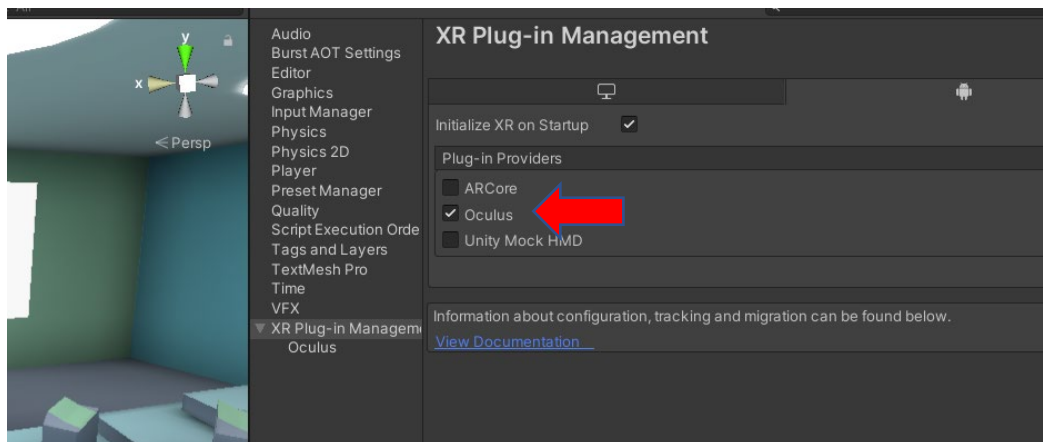 All
y
x
Persp
Audio
Burst AOT Settings
Editor
Graphics
Input Manager
Physics
Physics 2D
Player
Preset Manager
Quality
Script Execution Orde
Tags and Layers
TextMesh Pro
Time
VFX
XR Plug-in Managem
Oculus
XR Plug-in Management
Initialize XR on Startup
Plug-in Providers
ARCore
Oculus
Unity Mock HMD
Information about configuration, tracking and migration can be found below.
View Documentation